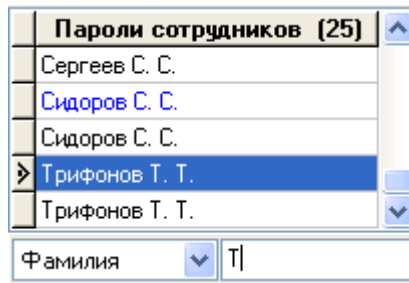 Пароли сотрудников (25)
Сергеев С. С.
Сидоров С. С.
Сидоров С. С.
Трифонов Т. Т.
Трифонов Т. Т.
Фамилия Т